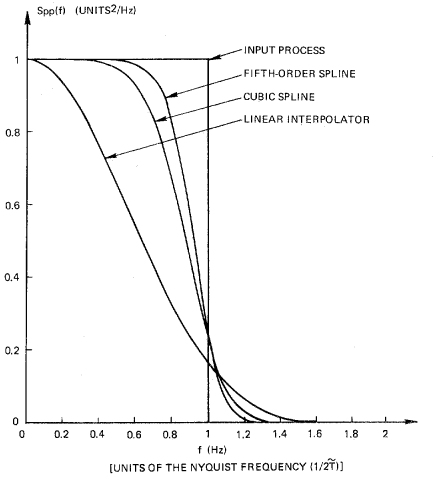 Spp(f) (UNITS²/Hz)
INPUT PROCESS
FIFTH-ORDER SPLINE
CUBIC SPLINE
LINEAR INTERPOLATOR
1
0.8
0.6
0.4
0.2
0
0 0.2 0.4 0.6 0.8 1 1.2 1.4 1.6 1.8 2
f (Hz)
[UNITS OF THE NYQUIST FREQUENCY (1/2T̃)]